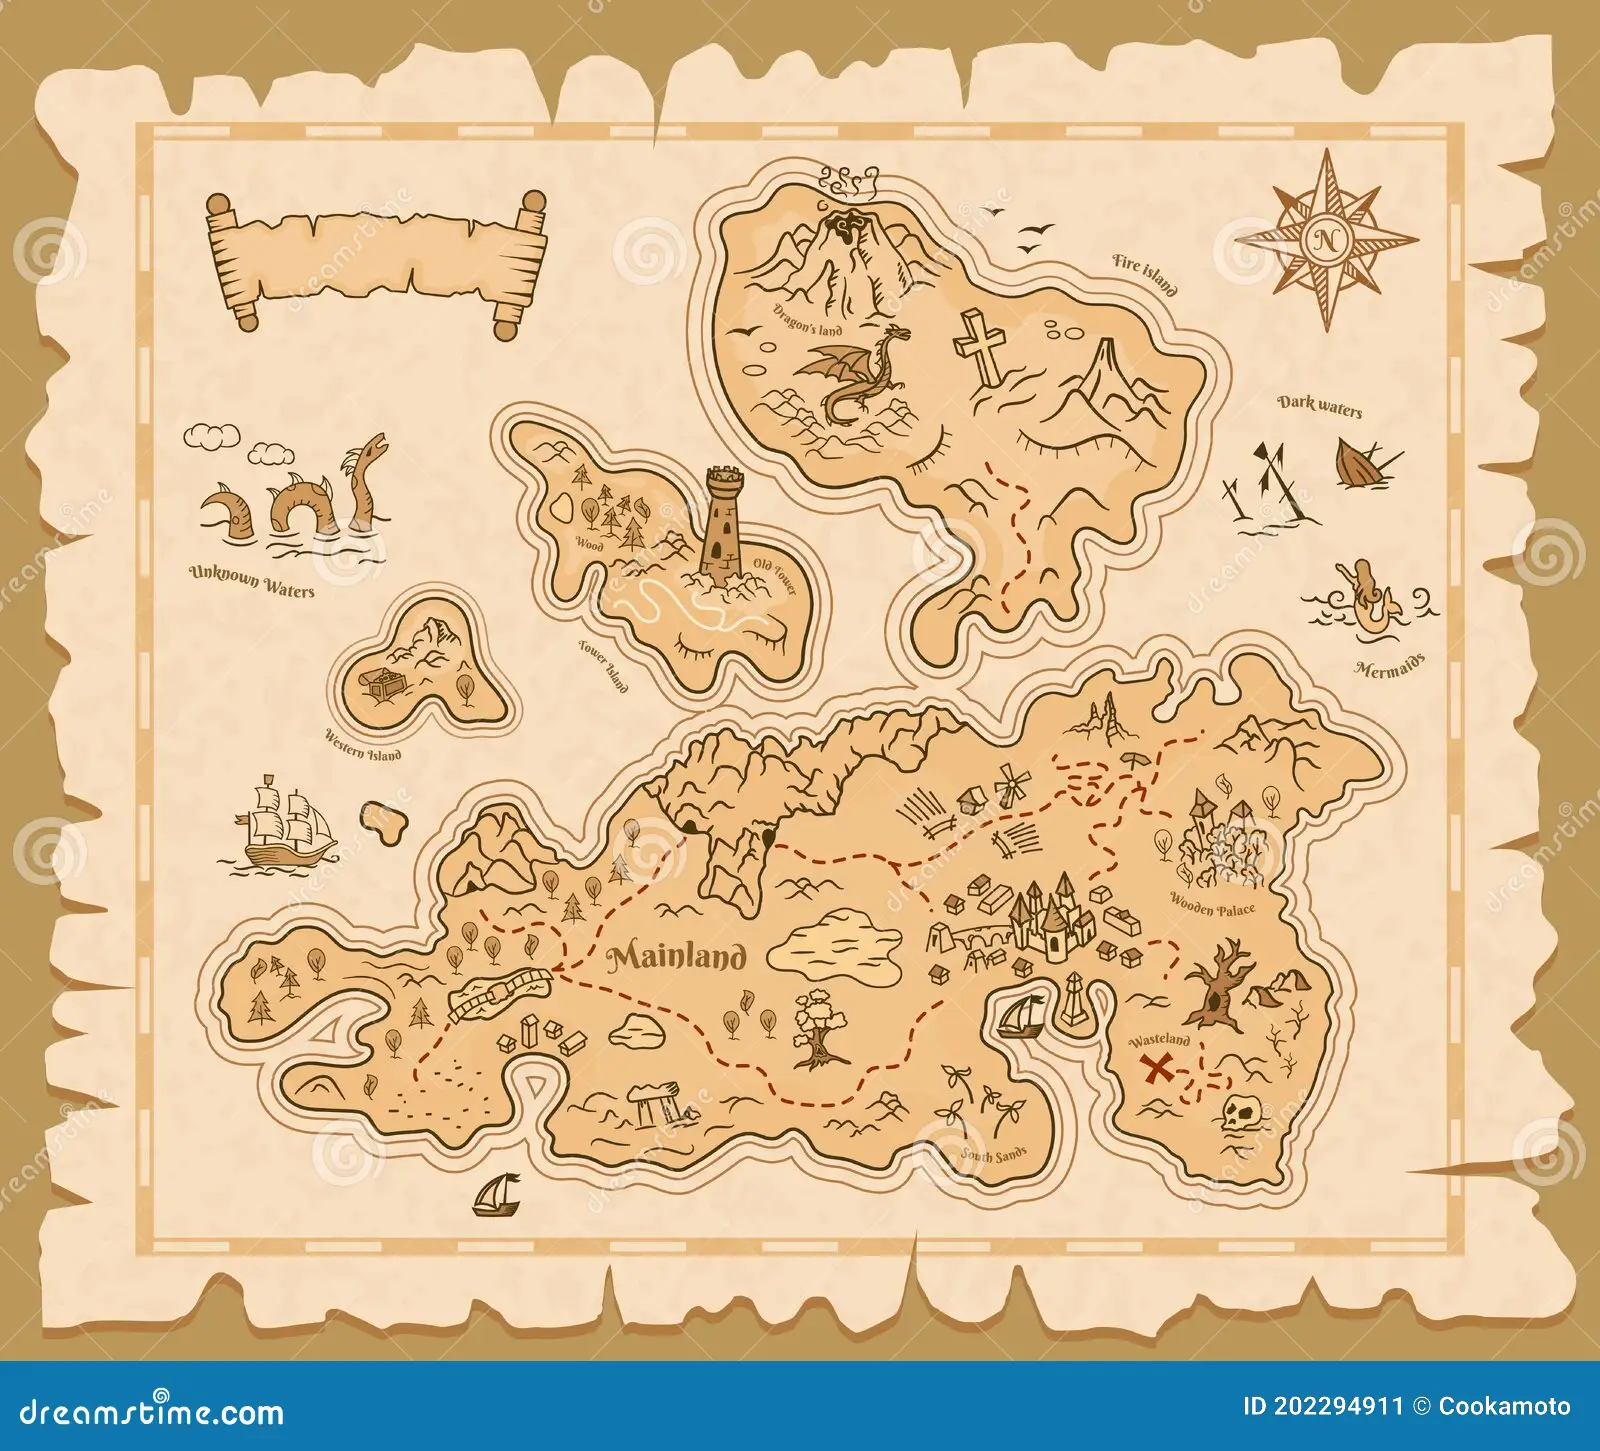 N
Fire island
Dragon's land
Dark waters
Unknown Waters
Wood
Old Tower
Tower Island
Mermaids
Western Island
Wooden Palace
Mainland
Wasteland
South Sands
dreamstime.com
ID 202294911 © Cookamoto